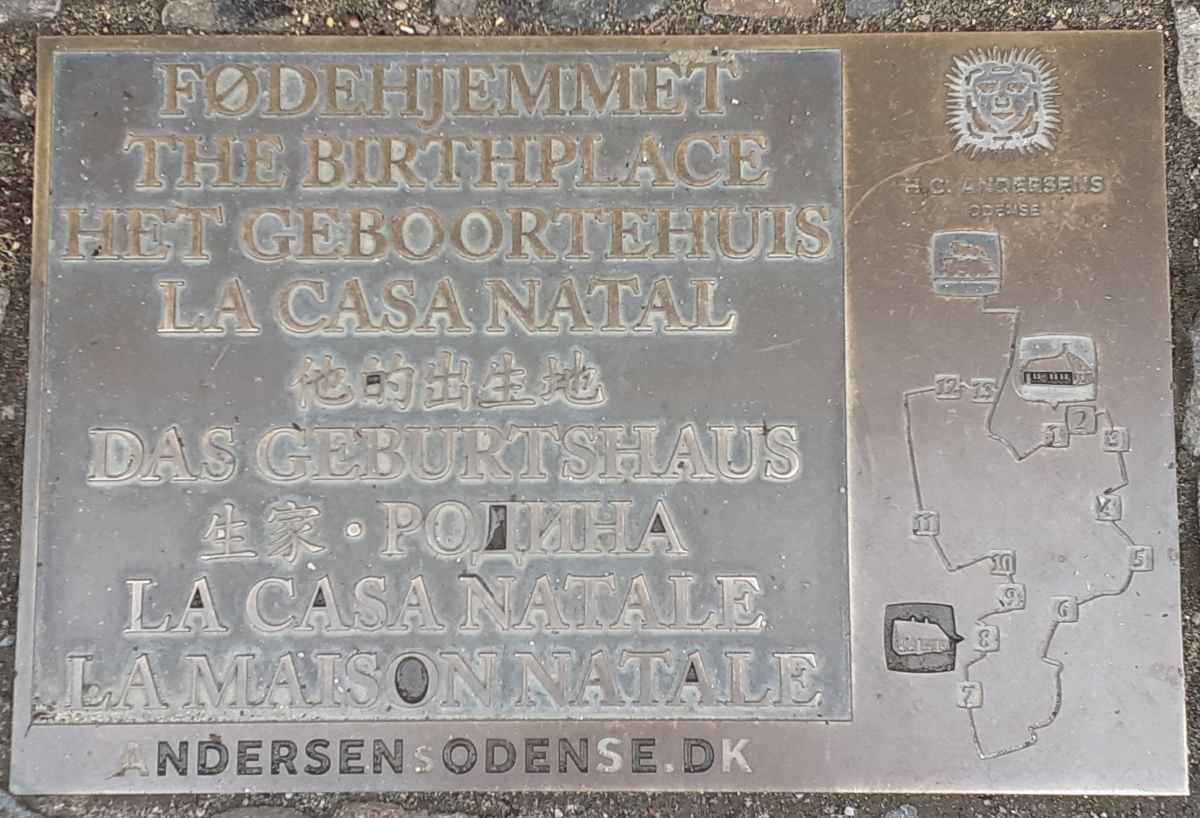 FØDEHJEMMET
THE BIRTHPLACE
HET GEBOORTEHUIS
LA CASA NATAL
他的出生地
DAS GEBURTSHAUS
生家・РОДИНА
LA CASA NATALE
LA MAISON NATALE
ANDERSENsODENSE.DK
H.C. ANDERSENS
ODENSE
12
13
1
2
3
4
11
5
10
9
6
8
7